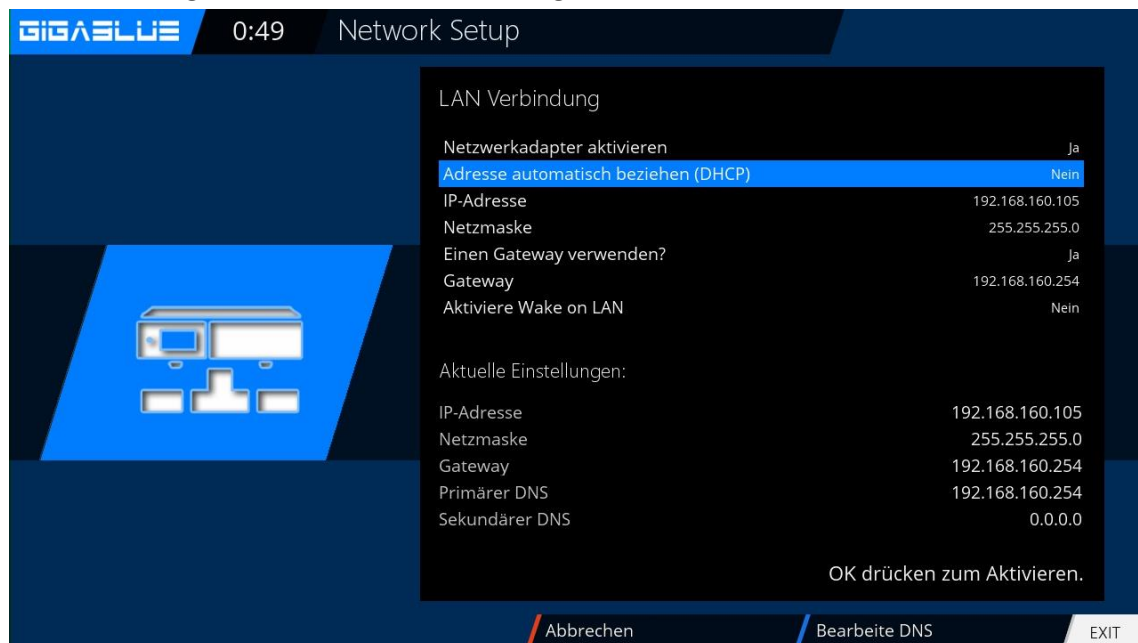 GIGABLUE 0:49 Network Setup
LAN Verbindung
Netzwerkadapter aktivieren Ja
Adresse automatisch beziehen (DHCP) Nein
IP-Adresse 192.168.160.105
Netzmaske 255.255.255.0
Einen Gateway verwenden? Ja
Gateway 192.168.160.254
Aktiviere Wake on LAN Nein
Aktuelle Einstellungen:
IP-Adresse 192.168.160.105
Netzmaske 255.255.255.0
Gateway 192.168.160.254
Primärer DNS 192.168.160.254
Sekundärer DNS 0.0.0.0
OK drücken zum Aktivieren.
Abbrechen Bearbeite DNS EXIT